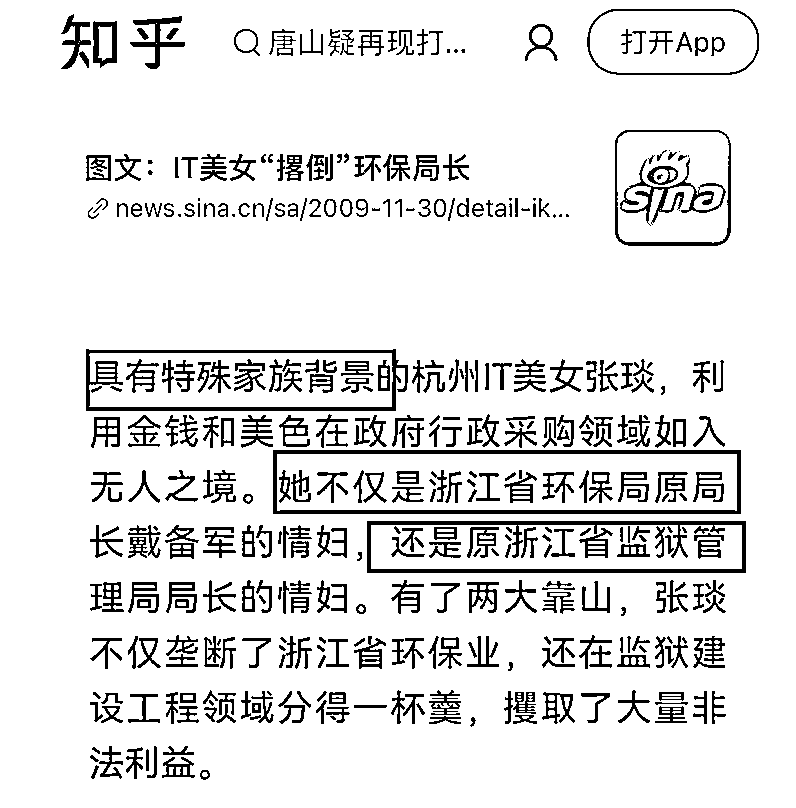 知乎
唐山疑再现打...
打开App
图文：IT美女“撂倒”环保局长
news.sina.cn/sa/2009-11-30/detail-ik...
sina
具有特殊家族背景的杭州IT美女张琰，利
用金钱和美色在政府行政采购领域如入
无人之境。她不仅是浙江省环保局原局
长戴备军的情妇，还是原浙江省监狱管
理局局长的情妇。有了两大靠山，张琰
不仅垄断了浙江省环保业，还在监狱建
设工程领域分得一杯羹，攫取了大量非
法利益。